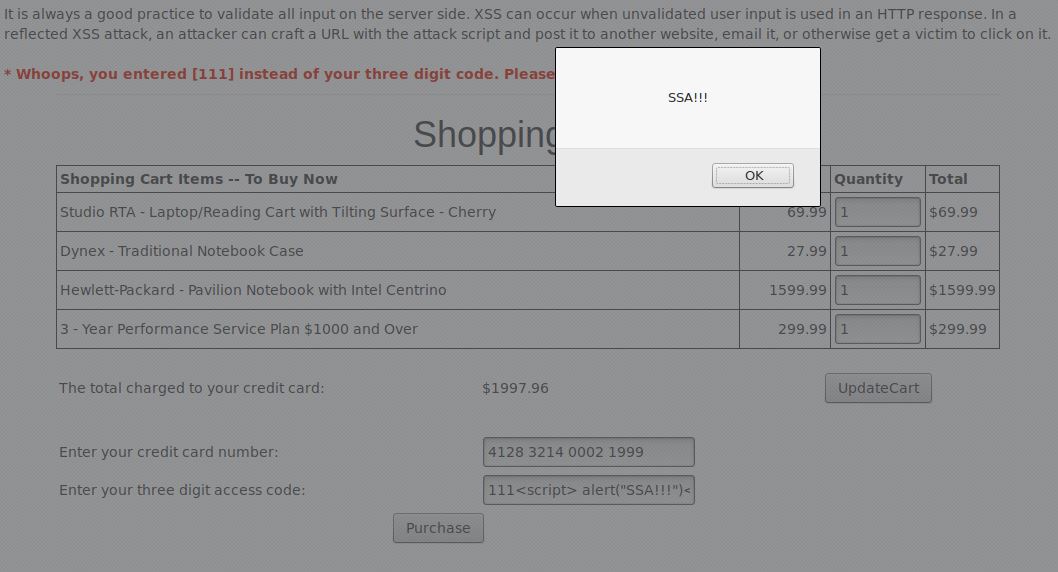 It is always a good practice to validate all input on the server side. XSS can occur when unvalidated user input is used in an HTTP response. In a
reflected XSS attack, an attacker can craft a URL with the attack script and post it to another website, email it, or otherwise get a victim to click on it.
* Whoops, you entered [111] instead of your three digit code. Please
SSA!!!
OK
Shopping
Shopping Cart Items -- To Buy Now Quantity Total
Studio RTA - Laptop/Reading Cart with Tilting Surface - Cherry 69.99 1 $69.99
Dynex - Traditional Notebook Case 27.99 1 $27.99
Hewlett-Packard - Pavilion Notebook with Intel Centrino 1599.99 1 $1599.99
3 - Year Performance Service Plan $1000 and Over 299.99 1 $299.99
The total charged to your credit card: $1997.96 UpdateCart
Enter your credit card number: 4128 3214 0002 1999
Enter your three digit access code: 111<script> alert("SSA!!!")<
Purchase